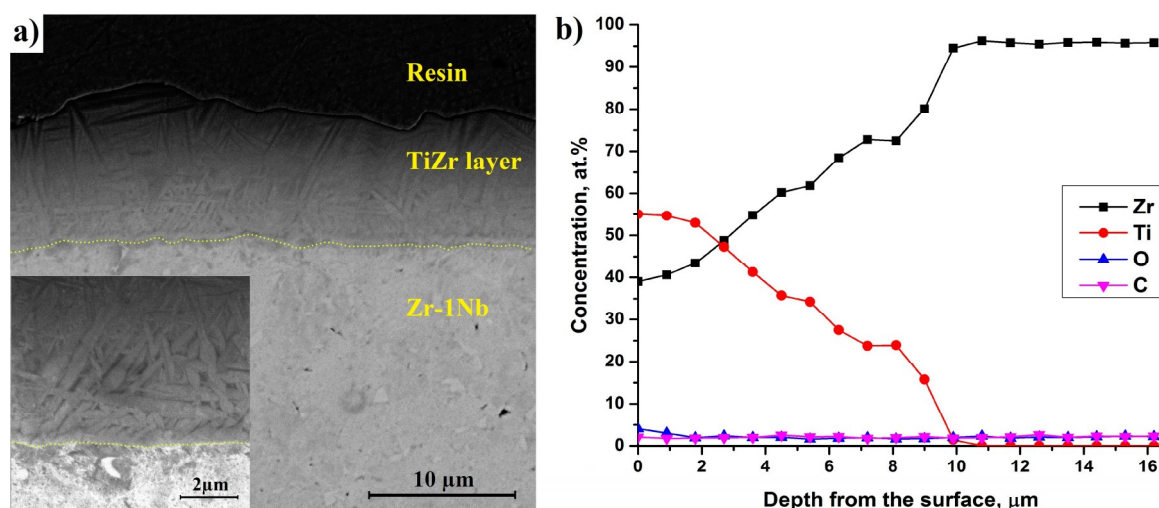 a)
Resin
TiZr layer
Zr-1Nb
2µm
10 µm
b)
Concentration, at.%
100
90
80
70
60
50
40
30
20
10
0
Zr
Ti
O
C
0 2 4 6 8 10 12 14 16
Depth from the surface, µm